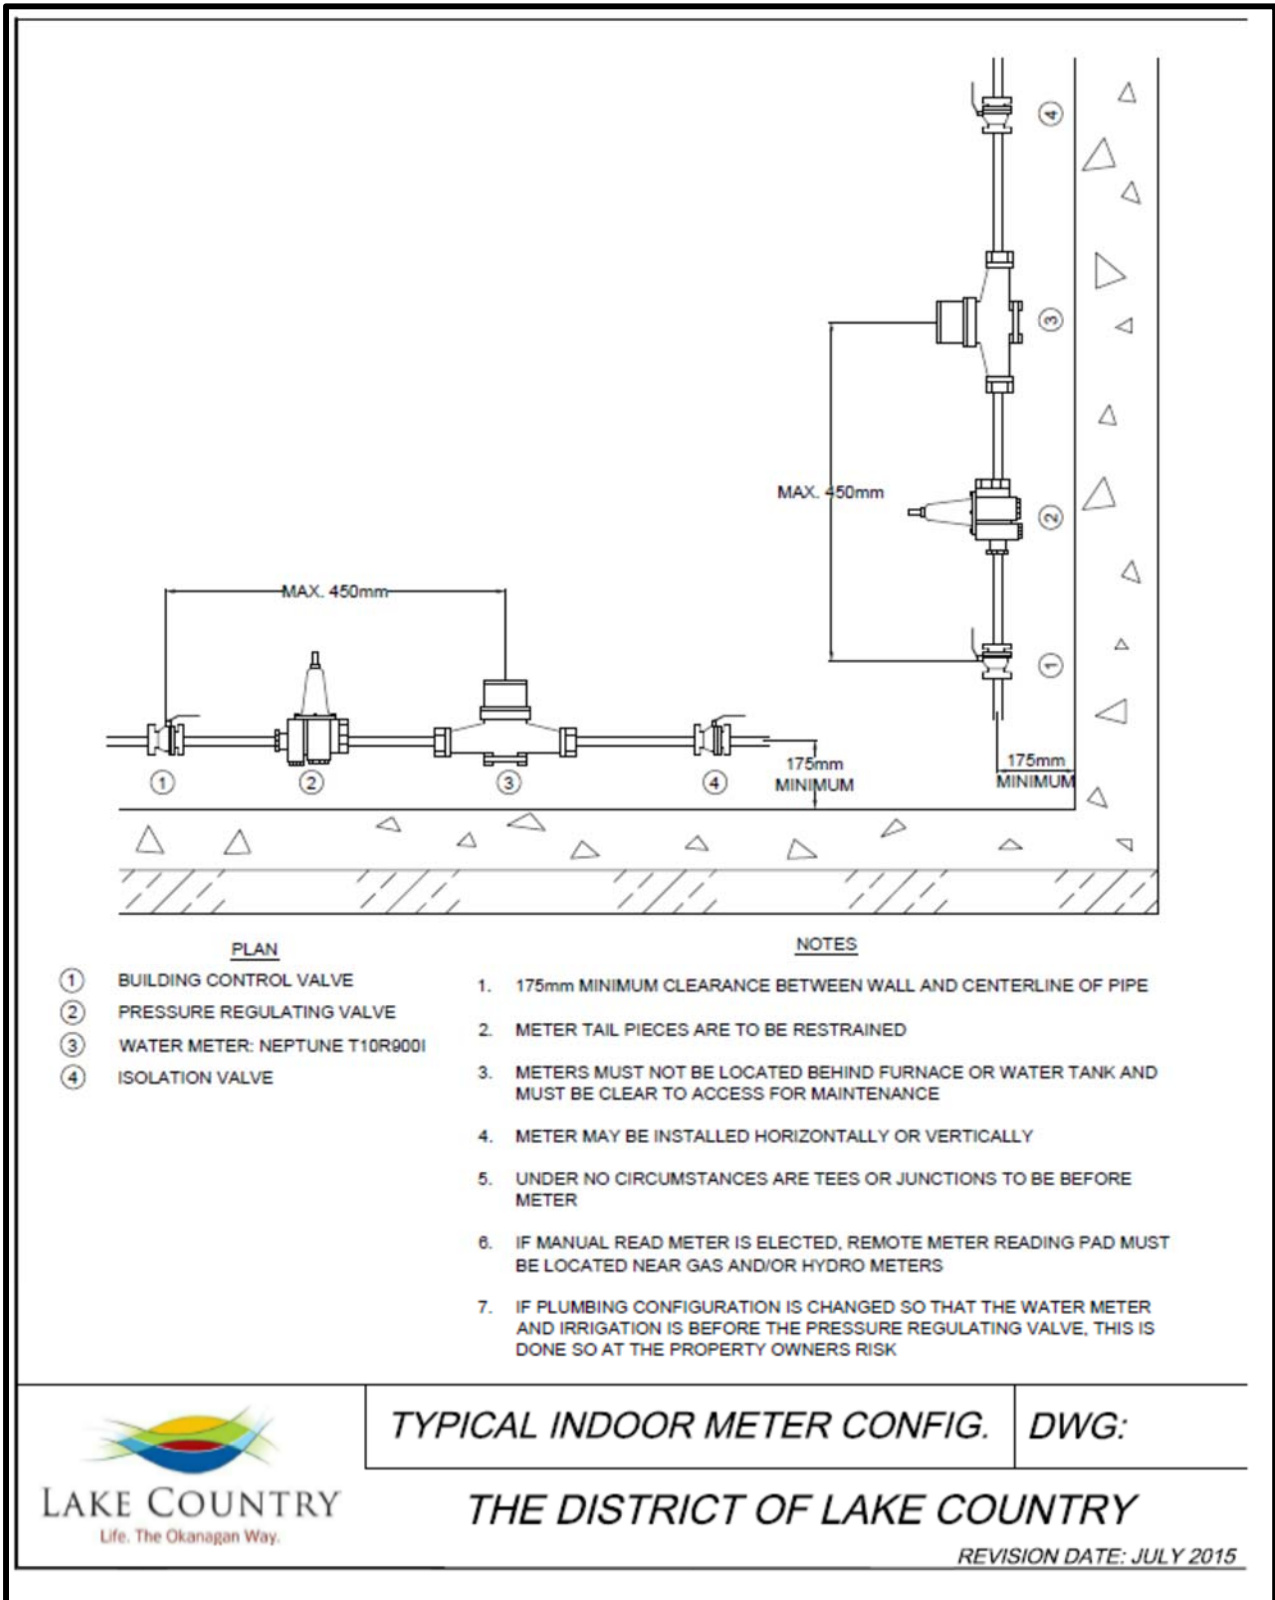 4
3
MAX. 450mm
2
MAX. 450mm
1
175mm
MINIMUM
175mm
MINIMUM
1
2
3
4
PLAN
1 BUILDING CONTROL VALVE
2 PRESSURE REGULATING VALVE
3 WATER METER: NEPTUNE T10R900I
4 ISOLATION VALVE
NOTES
1. 175mm MINIMUM CLEARANCE BETWEEN WALL AND CENTERLINE OF PIPE
2. METER TAIL PIECES ARE TO BE RESTRAINED
3. METERS MUST NOT BE LOCATED BEHIND FURNACE OR WATER TANK AND
MUST BE CLEAR TO ACCESS FOR MAINTENANCE
4. METER MAY BE INSTALLED HORIZONTALLY OR VERTICALLY
5. UNDER NO CIRCUMSTANCES ARE TEES OR JUNCTIONS TO BE BEFORE
METER
6. IF MANUAL READ METER IS ELECTED, REMOTE METER READING PAD MUST
BE LOCATED NEAR GAS AND/OR HYDRO METERS
7. IF PLUMBING CONFIGURATION IS CHANGED SO THAT THE WATER METER
AND IRRIGATION IS BEFORE THE PRESSURE REGULATING VALVE, THIS IS
DONE SO AT THE PROPERTY OWNERS RISK
LAKE COUNTRY
Life. The Okanagan Way.
TYPICAL INDOOR METER CONFIG.
DWG:
THE DISTRICT OF LAKE COUNTRY
REVISION DATE: JULY 2015